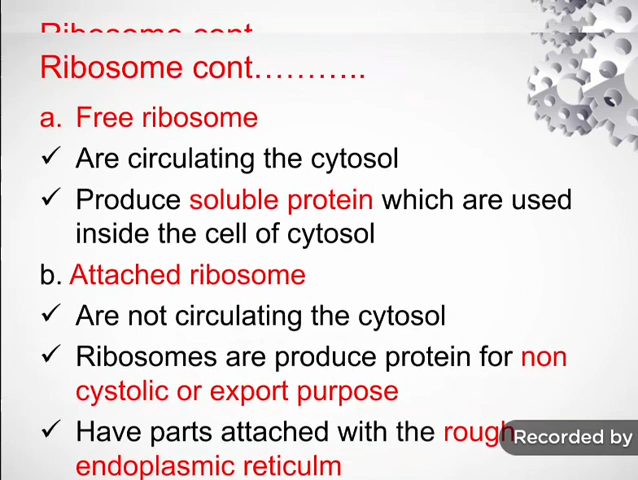 Ribosome cont
Ribosome cont………..
a. Free ribosome
✓ Are circulating the cytosol
✓ Produce soluble protein which are used
inside the cell of cytosol
b. Attached ribosome
✓ Are not circulating the cytosol
✓ Ribosomes are produce protein for non
cystolic or export purpose
✓ Have parts attached with the rough
endoplasmic reticulm
Recorded by